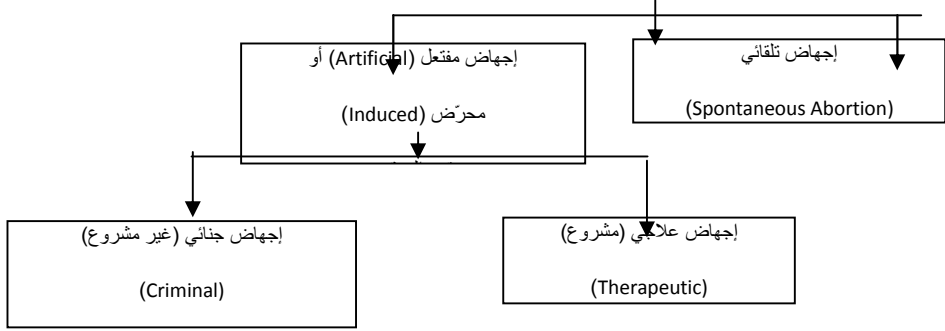 إجهاض تلقائي
(Spontaneous Abortion)
إجهاض مفتعل (Artificial) أو
محرّض (Induced)
إجهاض علاجي (مشروع)
(Therapeutic)
إجهاض جنائي (غير مشروع)
(Criminal)